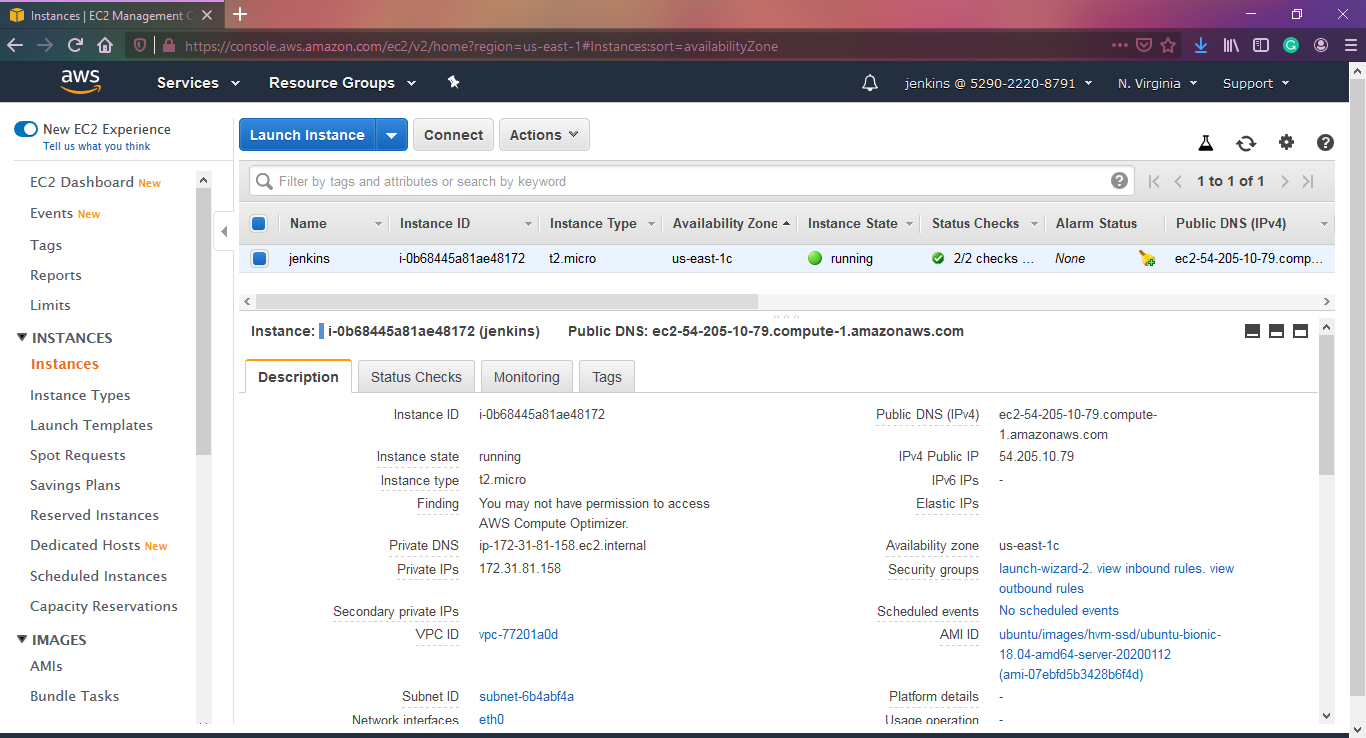 Instances | EC2 Management C
https://console.aws.amazon.com/ec2/v2/home?region=us-east-1#Instances:sort=availabilityZone
aws
Services
Resource Groups
jenkins @ 5290-2220-8791
N. Virginia
Support
New EC2 Experience
Tell us what you think
EC2 Dashboard New
Events New
Tags
Reports
Limits
INSTANCES
Instances
Instance Types
Launch Templates
Spot Requests
Savings Plans
Reserved Instances
Dedicated Hosts New
Scheduled Instances
Capacity Reservations
IMAGES
AMIs
Bundle Tasks
Launch Instance
Connect
Actions
Filter by tags and attributes or search by keyword
1 to 1 of 1
Name Instance ID Instance Type Availability Zone Instance State Status Checks Alarm Status Public DNS (IPv4)
jenkins i-0b68445a81ae48172 t2.micro us-east-1c running 2/2 checks ... None ec2-54-205-10-79.comp...
Instance: i-0b68445a81ae48172 (jenkins) Public DNS: ec2-54-205-10-79.compute-1.amazonaws.com
Description
Status Checks
Monitoring
Tags
Instance ID i-0b68445a81ae48172
Instance state running
Instance type t2.micro
Finding You may not have permission to access
AWS Compute Optimizer.
Private DNS ip-172-31-81-158.ec2.internal
Private IPs 172.31.81.158
Secondary private IPs
VPC ID vpc-77201a0d
Subnet ID subnet-6b4abf4a
Network interfaces eth0
Public DNS (IPv4) ec2-54-205-10-79.compute-
1.amazonaws.com
IPv4 Public IP 54.205.10.79
IPv6 IPs -
Elastic IPs
Availability zone us-east-1c
Security groups launch-wizard-2. view inbound rules. view
outbound rules
Scheduled events No scheduled events
AMI ID ubuntu/images/hvm-ssd/ubuntu-bionic-
18.04-amd64-server-20200112
(ami-07ebfd5b3428b6f4d)
Platform details -
Usage operation -